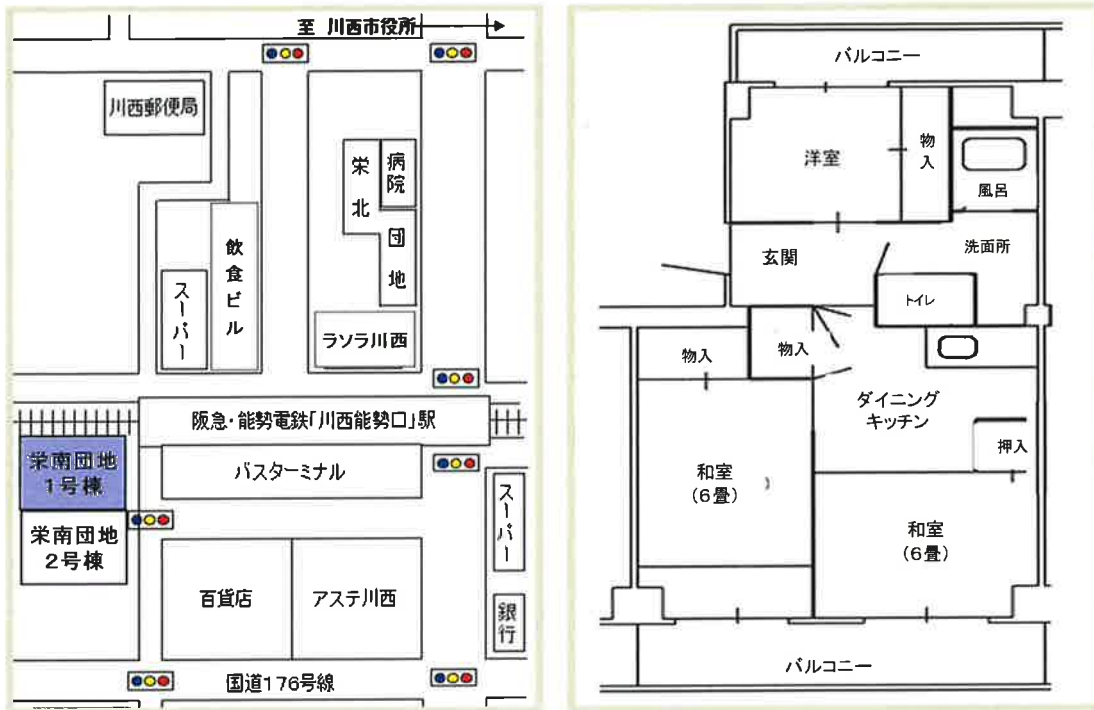 至 川西市役所
川西郵便局
栄北団地
病院
飲食ビル
スーパー
ラソラ川西
阪急・能勢電鉄「川西能勢口」駅
バスターミナル
栄南団地
1号棟
栄南団地
2号棟
スーパー
百貨店
アステ川西
銀行
国道176号線
バルコニー
洋室
物入
風呂
玄関
洗面所
トイレ
物入
物入
ダイニング
キッチン
押入
和室
(6畳)
和室
(6畳)
バルコニー